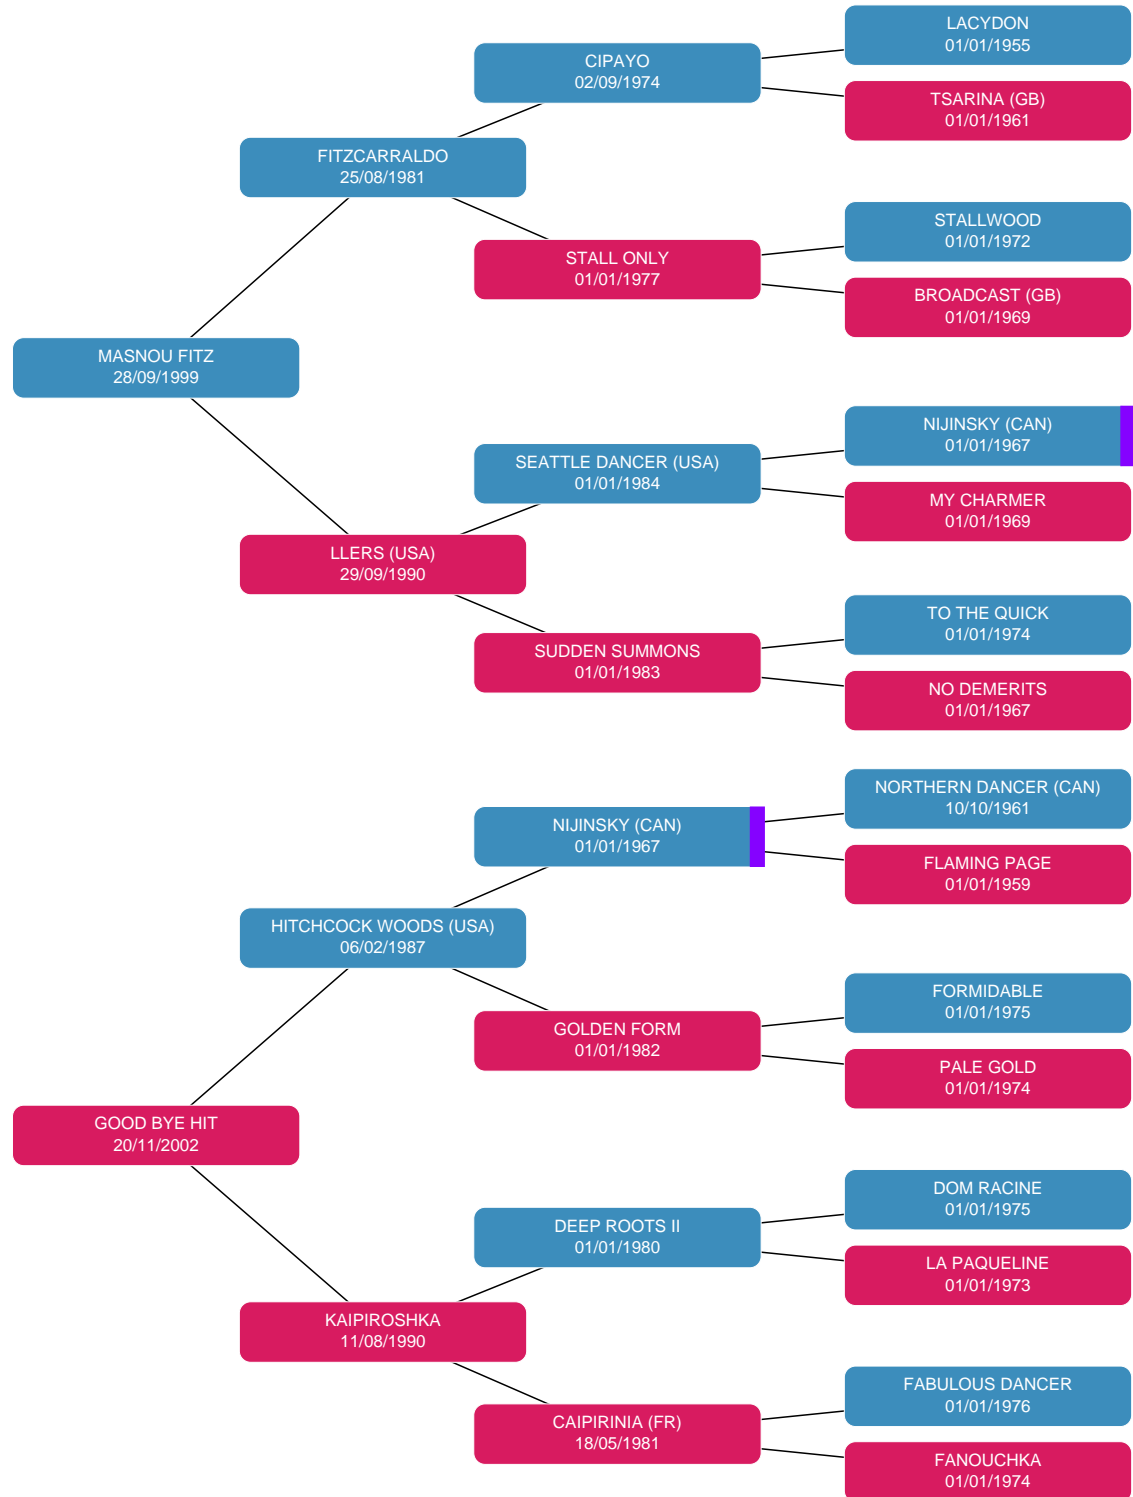 LACYDON
01/01/1955
CIPAYO
02/09/1974
TSARINA (GB)
01/01/1961
FITZCARRALDO
25/08/1981
STALLWOOD
01/01/1972
STALL ONLY
01/01/1977
BROADCAST (GB)
01/01/1969
MASNOU FITZ
28/09/1999
NIJINSKY (CAN)
01/01/1967
SEATTLE DANCER (USA)
01/01/1984
MY CHARMER
01/01/1969
LLERS (USA)
29/09/1990
TO THE QUICK
01/01/1974
SUDDEN SUMMONS
01/01/1983
NO DEMERITS
01/01/1967
NORTHERN DANCER (CAN)
10/10/1961
NIJINSKY (CAN)
01/01/1967
FLAMING PAGE
01/01/1959
HITCHCOCK WOODS (USA)
06/02/1987
FORMIDABLE
01/01/1975
GOLDEN FORM
01/01/1982
PALE GOLD
01/01/1974
GOOD BYE HIT
20/11/2002
DOM RACINE
01/01/1975
DEEP ROOTS II
01/01/1980
LA PAQUELINE
01/01/1973
KAIPIROSHKA
11/08/1990
FABULOUS DANCER
01/01/1976
CAIPIRINIA (FR)
18/05/1981
FANOUCHKA
01/01/1974